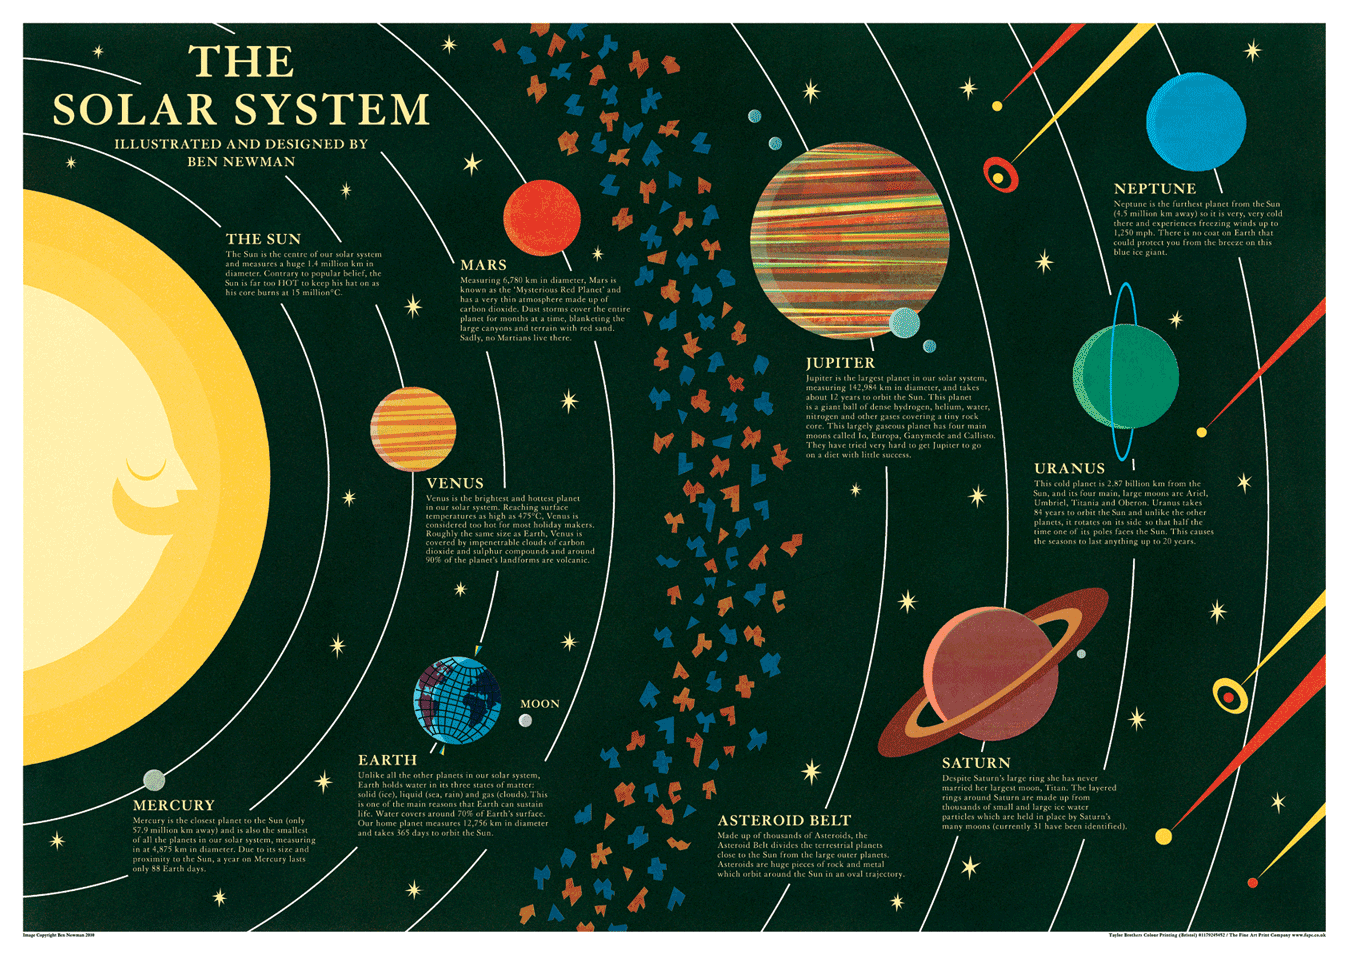 THE
SOLAR SYSTEM
ILLUSTRATED AND DESIGNED BY
BEN NEWMAN
THE SUN
The Sun is the centre of our solar system
and measures a huge 1.4 million km in
diameter. Contrary to popular belief, the
Sun is far too HOT to keep his hat on as
his core burns at 15 million°C.
MERCURY
Mercury is the closest planet to the Sun (only
57.9 million km away) and is also the smallest
of all the planets in our solar system, measuring
in at 4,875 km in diameter. Due to its size and
proximity to the Sun, a year on Mercury lasts
only 88 Earth days.
VENUS
Venus is the brightest and hottest planet
in our solar system. Reaching surface
temperatures as high as 475°C, Venus is
considered too hot for most holiday makers.
Roughly the same size as Earth, Venus is
covered by impenetrable clouds of carbon
dioxide and sulphur compounds and around
90% of the planet's landforms are volcanic.
MOON
EARTH
Unlike all the other planets in our solar system,
Earth holds water in its three states of matter:
solid (ice), liquid (sea, rain) and gas (clouds). This
is one of the main reasons that Earth can sustain
life. Water covers around 70% of Earth's surface.
Our home planet measures 12,756 km in diameter
and takes 365 days to orbit the Sun.
MARS
Measuring 6,780 km in diameter, Mars is
known as the 'Mysterious Red Planet' and
has a very thin atmosphere made up of
carbon dioxide. Dust storms cover the entire
planet for months at a time, blanketing the
large canyons and terrain with red sand.
Sadly, no Martians live there.
ASTEROID BELT
Made up of thousands of Asteroids, the
Asteroid Belt divides the terrestrial planets
close to the Sun from the large outer planets.
Asteroids are huge pieces of rock and metal
which orbit around the Sun in an oval trajectory.
JUPITER
Jupiter is the largest planet in our solar system,
measuring 142,984 km in diameter, and takes
about 12 years to orbit the Sun. This planet
is a giant ball of dense hydrogen, helium, water,
nitrogen and other gases covering a tiny rock
core. This largely gaseous planet has four main
moons called Io, Europa, Ganymede and Callisto.
They have tried very hard to get Jupiter to go
on a diet with little success.
SATURN
Despite Saturn's large ring she has never
married her largest moon, Titan. The layered
rings around Saturn are made up from
thousands of small and large ice water
particles which are held in place by Saturn's
many moons (currently 31 have been identified).
URANUS
This cold planet is 2.87 billion km from the
Sun, and its four main, large moons are Ariel,
Umbriel, Titania and Oberon. Uranus takes
84 years to orbit the Sun and unlike the other
planets, it rotates on its side so that half the
time one of its poles faces the Sun. This causes
the seasons to last anything up to 20 years.
NEPTUNE
Neptune is the furthest planet from the Sun
(4.5 million km away) so it is very, very cold
there and experiences freezing winds up to
1,250 mph. There is no coat on Earth that
could protect you from the breeze on this
blue ice giant.
Image Copyright Ben Newman 2010
Taylor Brothers Colour Printing (Bristol) 01179245452 / The Fine Art Print Company www.fapc.co.uk